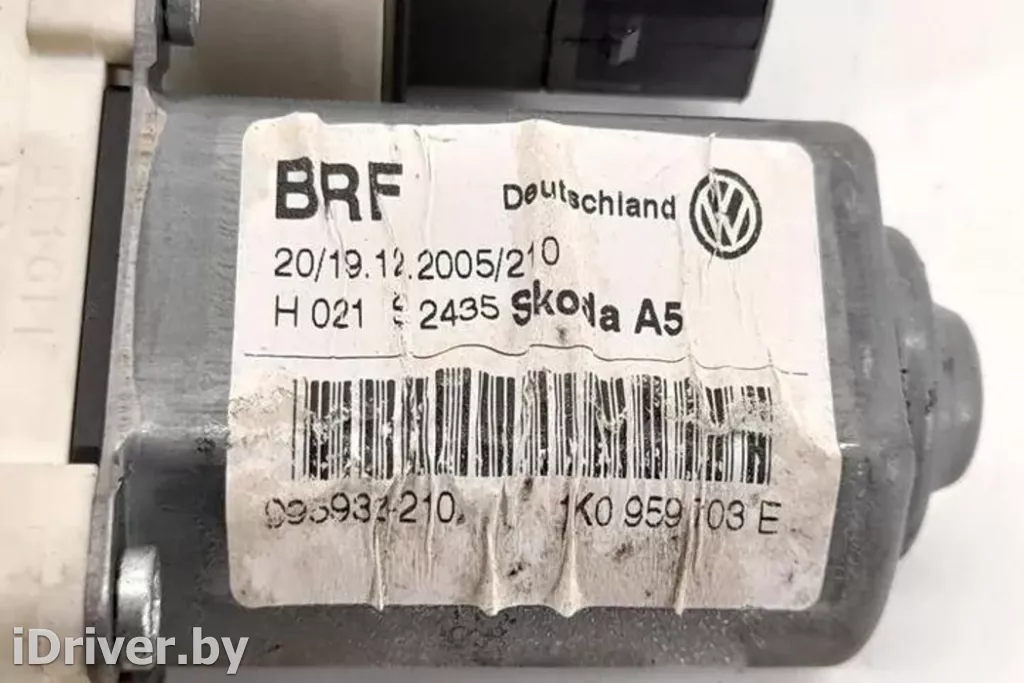 BRF Deutschland
20/19.12.2005/210
H 021 2435 Skoda A5
1K0 959 703 E
iDriver.by